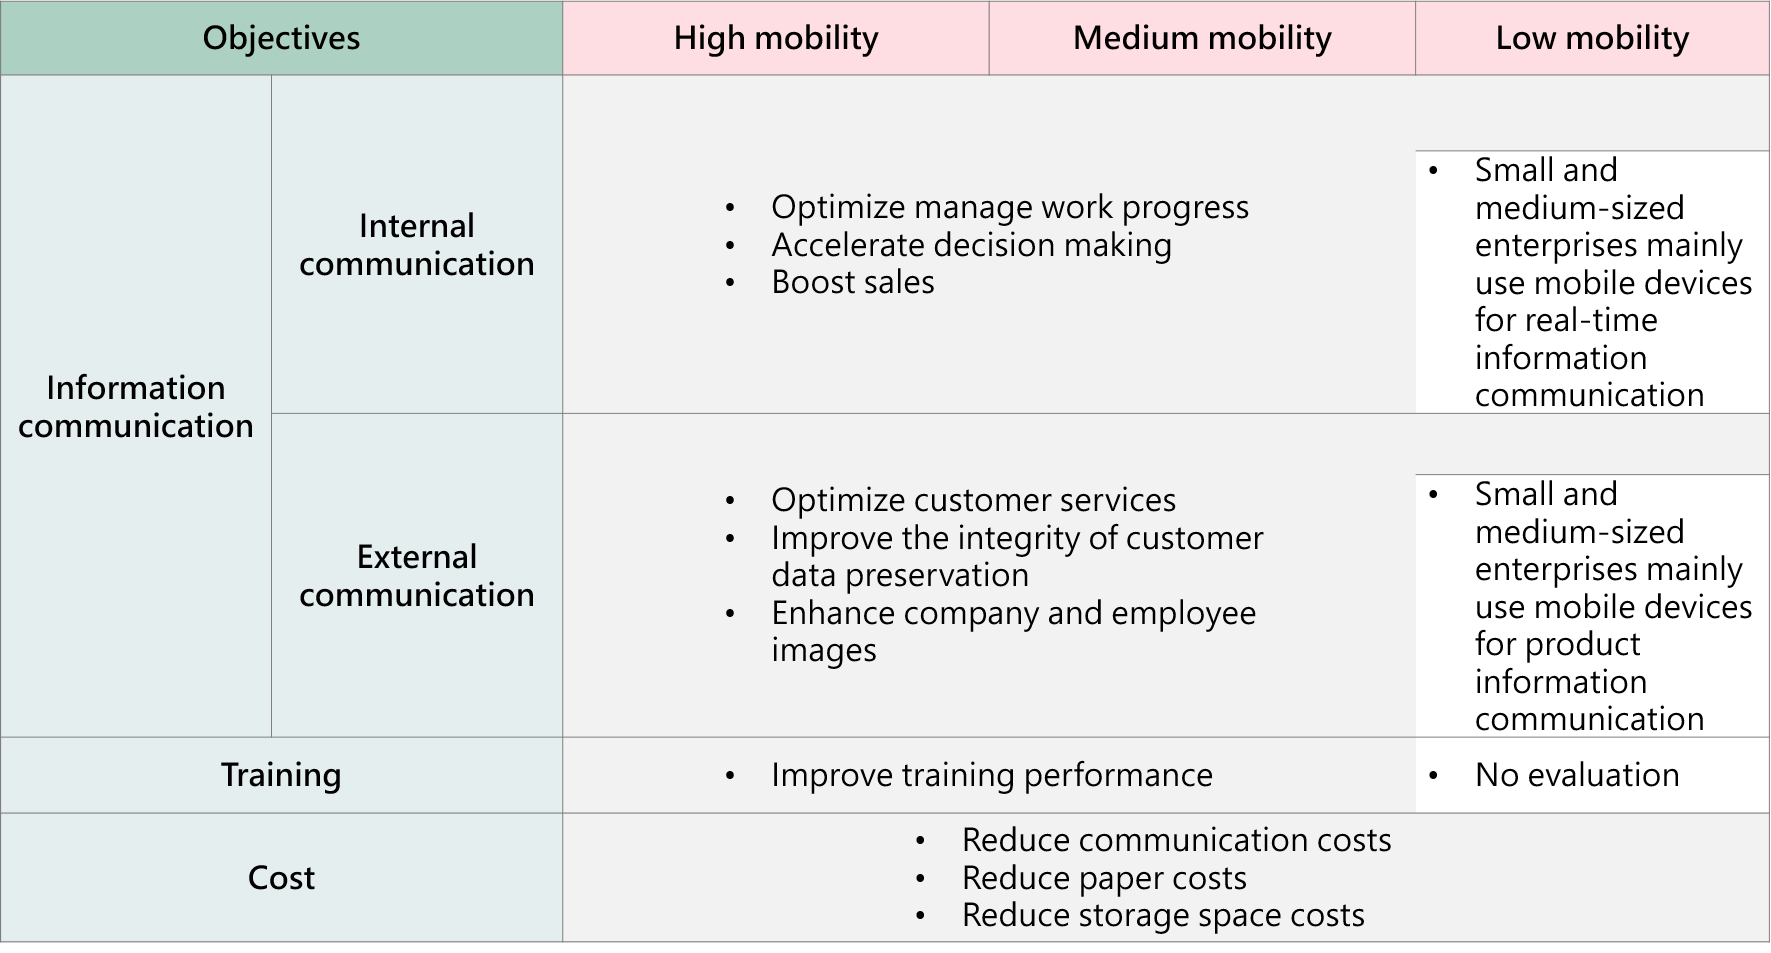 Objectives
High mobility
Medium mobility
Low mobility
Information
communication
Internal
communication
• Optimize manage work progress
• Accelerate decision making
• Boost sales
• Small and
medium-sized
enterprises mainly
use mobile devices
for real-time
information
communication
External
communication
• Optimize customer services
• Improve the integrity of customer
data preservation
• Enhance company and employee
images
• Small and
medium-sized
enterprises mainly
use mobile devices
for product
information
communication
Training
• Improve training performance
• No evaluation
Cost
• Reduce communication costs
• Reduce paper costs
• Reduce storage space costs